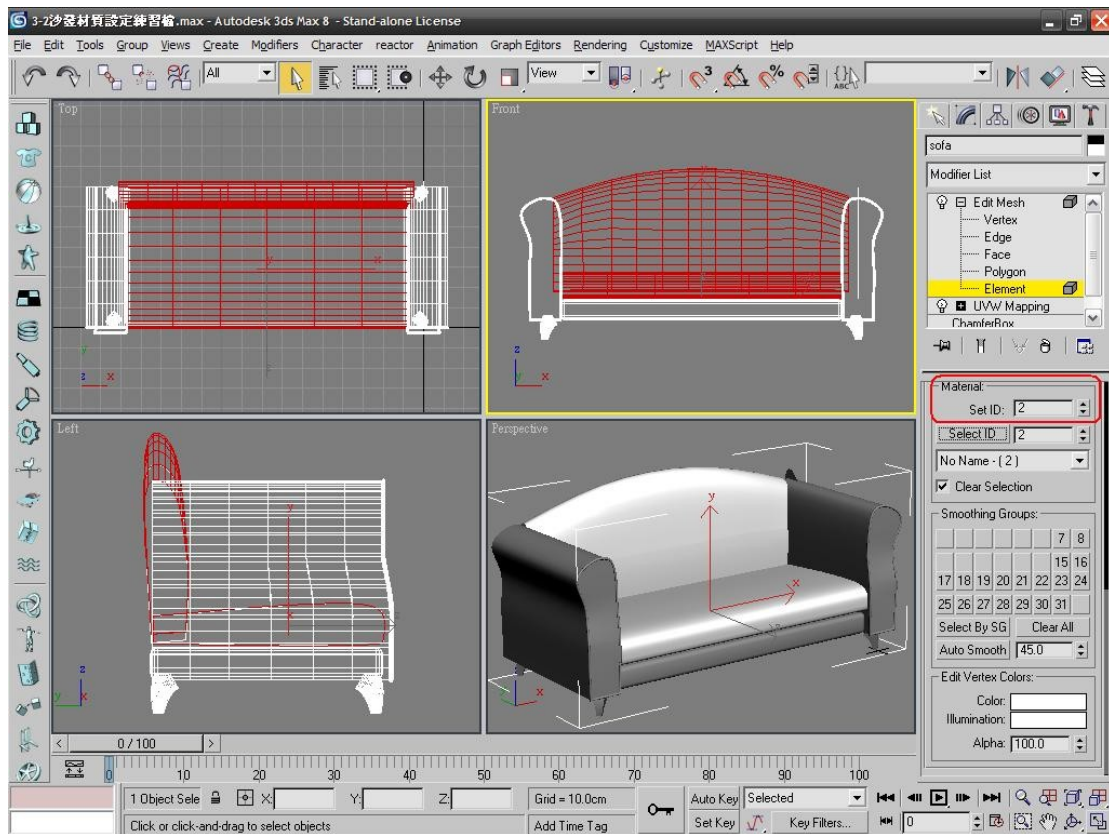 3-2沙發材質設定練習檔.max - Autodesk 3ds Max 8 - Stand-alone License
File Edit Tools Group Views Create Modifiers Character reactor Animation Graph Editors Rendering Customize MAXScript Help
All
View
Top
Front
Left
Perspective
sofa
Modifier List
Edit Mesh
Vertex
Edge
Face
Polygon
Element
UVW Mapping
ChamferBox
Material:
Set ID: 2
Select ID 2
No Name - ( 2 )
Clear Selection
Smoothing Groups:
7 8
15 16
17 18 19 20 21 22 23 24
25 26 27 28 29 30 31
Select By SG Clear All
Auto Smooth 45.0
Edit Vertex Colors:
Color:
Illumination:
Alpha: 100.0
0 / 100
0 10 20 30 40 50 60 70 80 90 100
1 Object Sele X: Y: Z: Grid = 10.0cm Auto Key Selected
Click or click-and-drag to select objects Add Time Tag Set Key Key Filters... 0